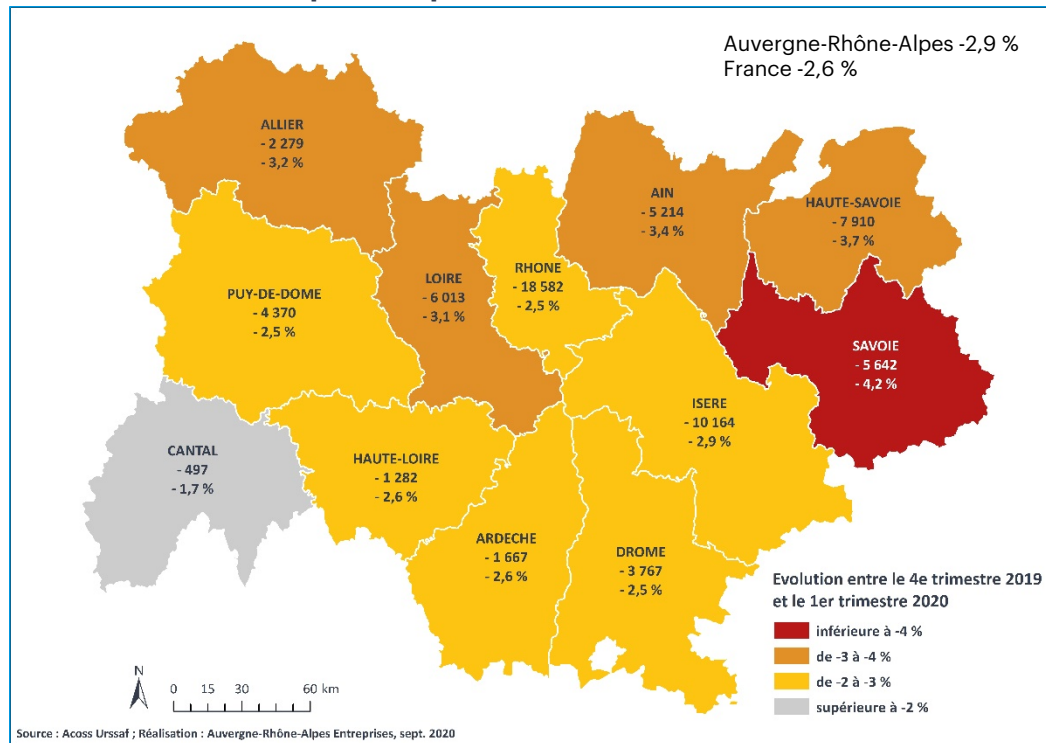 Auvergne-Rhône-Alpes -2,9 %
France -2,6 %
ALLIER
- 2 279
- 3,2 %
AIN
- 5 214
- 3,4 %
HAUTE-SAVOIE
- 7 910
- 3,7 %
LOIRE
- 6 013
- 3,1 %
RHONE
- 18 582
- 2,5 %
PUY-DE-DOME
- 4 370
- 2,5 %
SAVOIE
- 5 642
- 4,2 %
ISERE
- 10 164
- 2,9 %
CANTAL
- 497
- 1,7 %
HAUTE-LOIRE
- 1 282
- 2,6 %
ARDECHE
- 1 667
- 2,6 %
DROME
- 3 767
- 2,5 %
Evolution entre le 4e trimestre 2019
et le 1er trimestre 2020
inférieure à -4 %
de -3 à -4 %
de -2 à -3 %
supérieure à -2 %
N
0 15 30 60 km
Source : Acoss Urssaf ; Réalisation : Auvergne-Rhône-Alpes Entreprises, sept. 2020